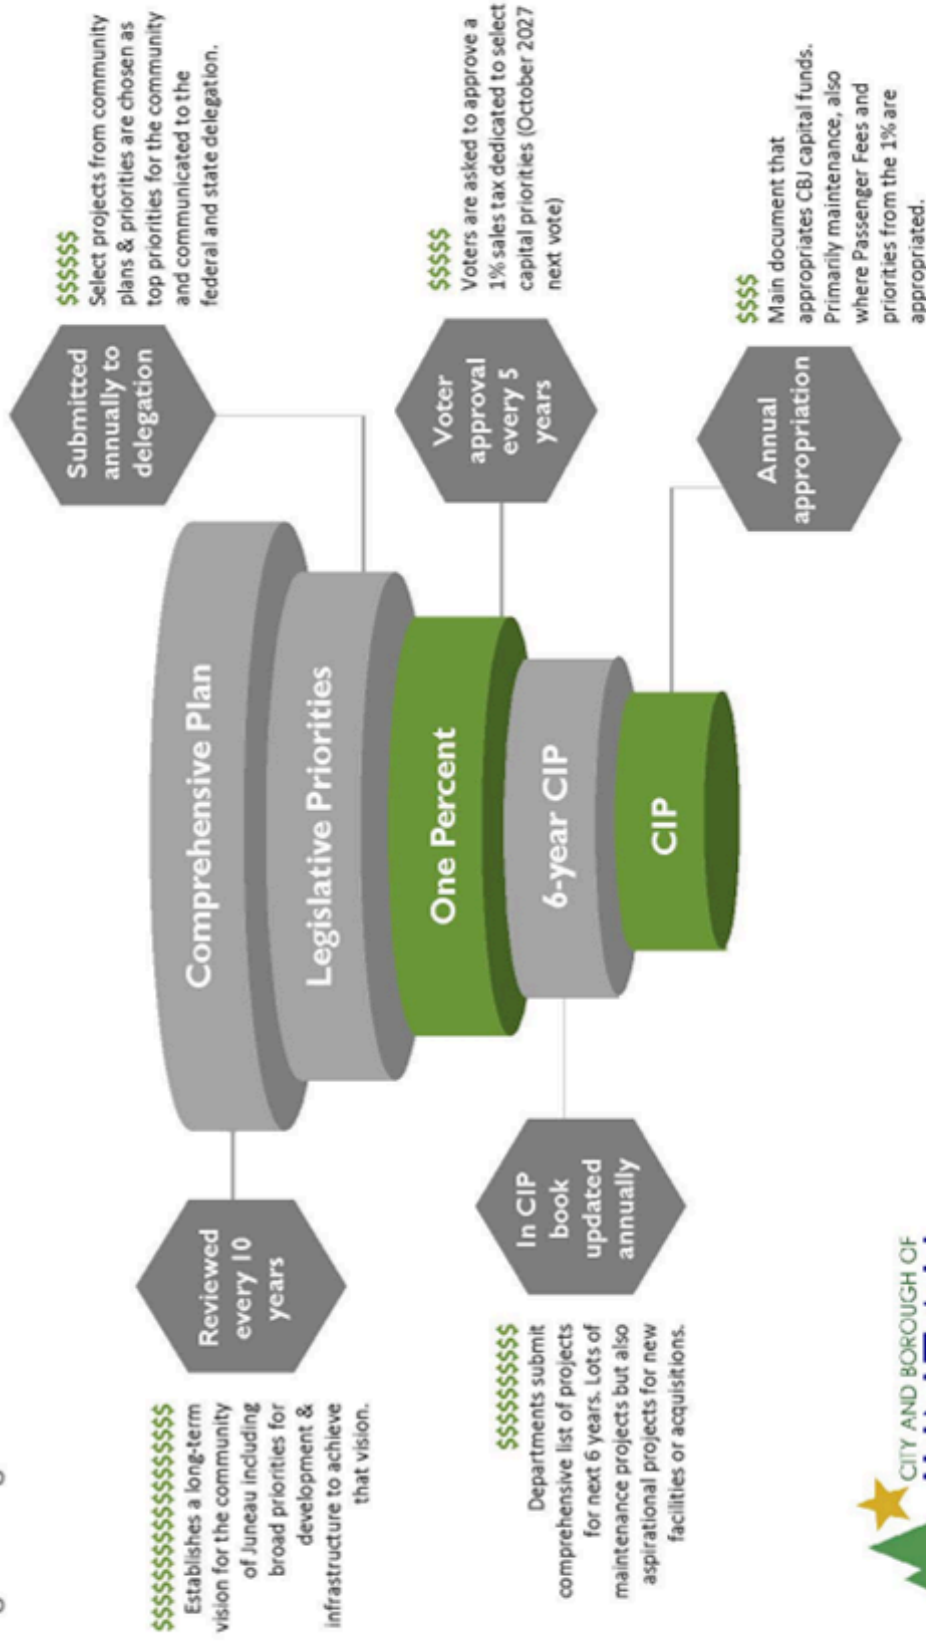 Comprehensive Plan
Legislative Priorities
One Percent
6-year CIP
CIP
Reviewed
every 10
years
$$$$$$$$$$$$$$$$$$
Establishes a long-term
vision for the community
of Juneau including
broad priorities for
development &
infrastructure to achieve
that vision.
Submitted
annually to
delegation
$$$$$$
Select projects from community
plans & priorities are chosen as
top priorities for the community
and communicated to the
federal and state delegation.
Voter
approval
every 5
years
$$$$$
Voters are asked to approve a
1% sales tax dedicated to select
capital priorities (October 2027
next vote)
In CIP
book
updated
annually
$$$$$$$$$$
Departments submit
comprehensive list of projects
for next 6 years. Lots of
maintenance projects but also
aspirational projects for new
facilities or acquisitions.
Annual
appropriation
$$$$
Main document that
appropriates CBJ capital funds.
Primarily maintenance, also
where Passenger Fees and
priorities from the 1% are
appropriated.
CITY AND BOROUGH OF